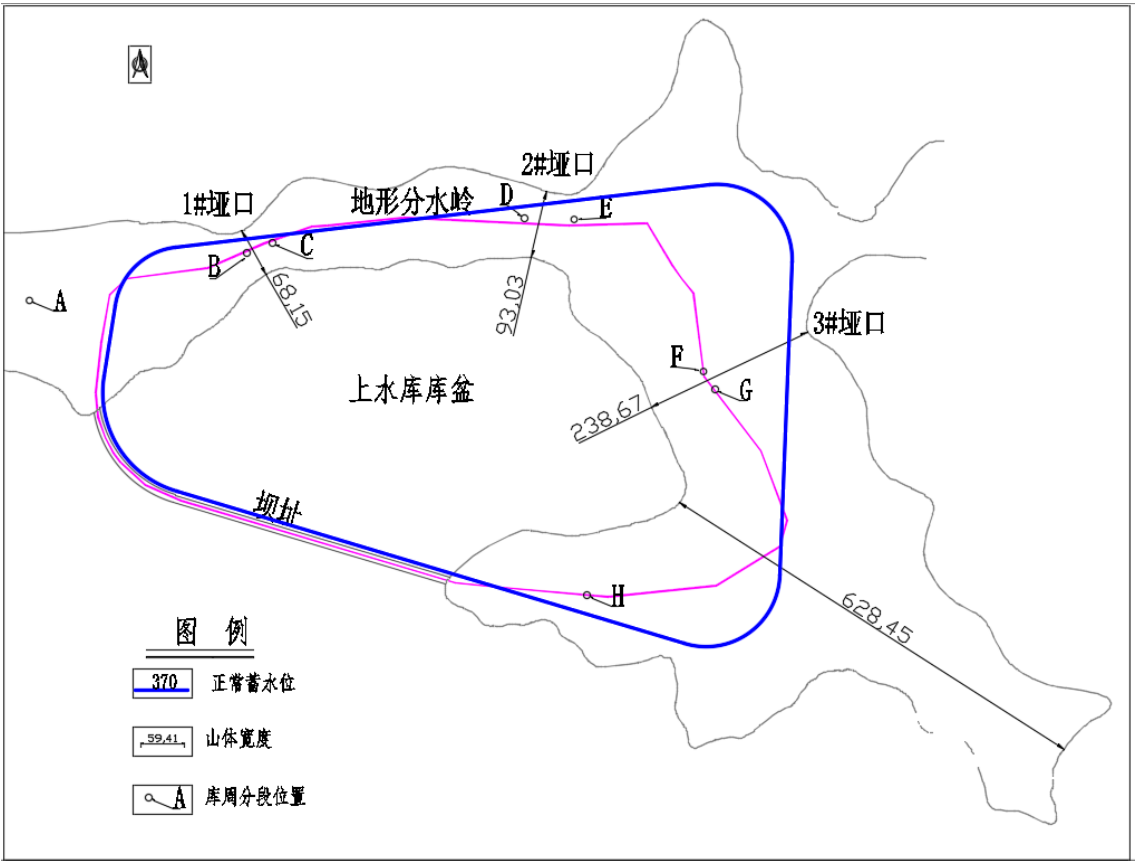 2#垭口
1#垭口
地形分水岭
D
E
B
C
A
68,15
93,03
3#垭口
F
G
上水库库盆
238,67
坝址
H
628,45
图 例
370 正常蓄水位
59,41 山体宽度
A 库周分段位置